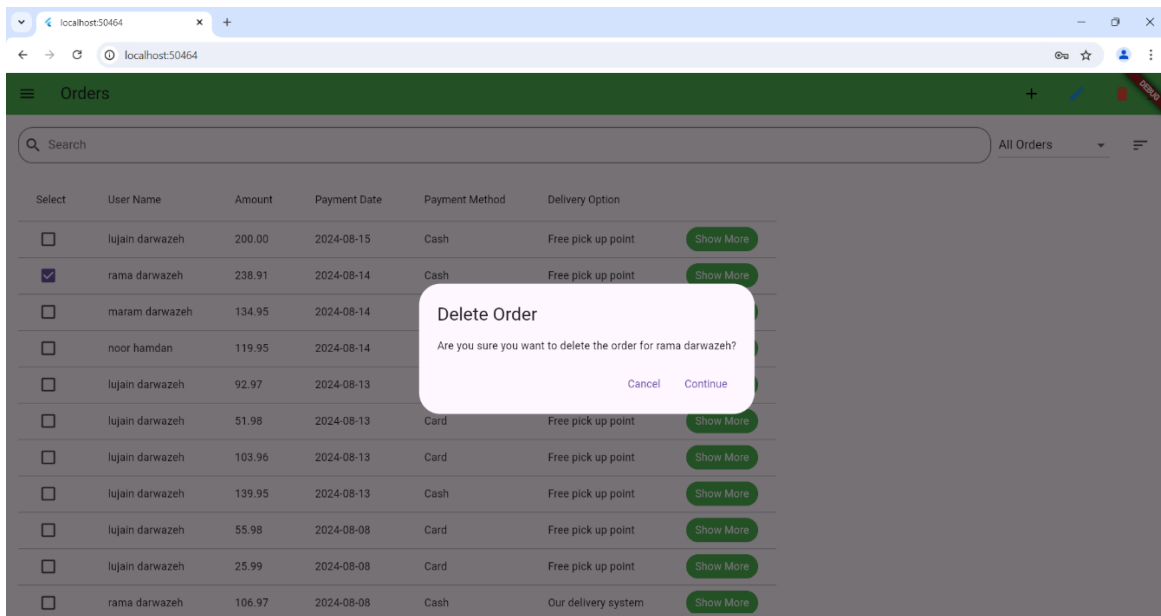 localhost:50464
localhost:50464
Orders
DEBUG
Search
All Orders
Select User Name Amount Payment Date Payment Method Delivery Option
lujain darwazeh 200.00 2024-08-15 Cash Free pick up point Show More
rama darwazeh 238.91 2024-08-14 Cash Free pick up point Show More
maram darwazeh 134.95 2024-08-14
Delete Order
noor hamdan 119.95 2024-08-14
Are you sure you want to delete the order for rama darwazeh?
lujain darwazeh 92.97 2024-08-13
Cancel Continue
lujain darwazeh 51.98 2024-08-13 Card Free pick up point Show More
lujain darwazeh 103.96 2024-08-13 Card Free pick up point Show More
lujain darwazeh 139.95 2024-08-13 Cash Free pick up point Show More
lujain darwazeh 55.98 2024-08-08 Card Free pick up point Show More
lujain darwazeh 25.99 2024-08-08 Card Free pick up point Show More
rama darwazeh 106.97 2024-08-08 Cash Our delivery system Show More